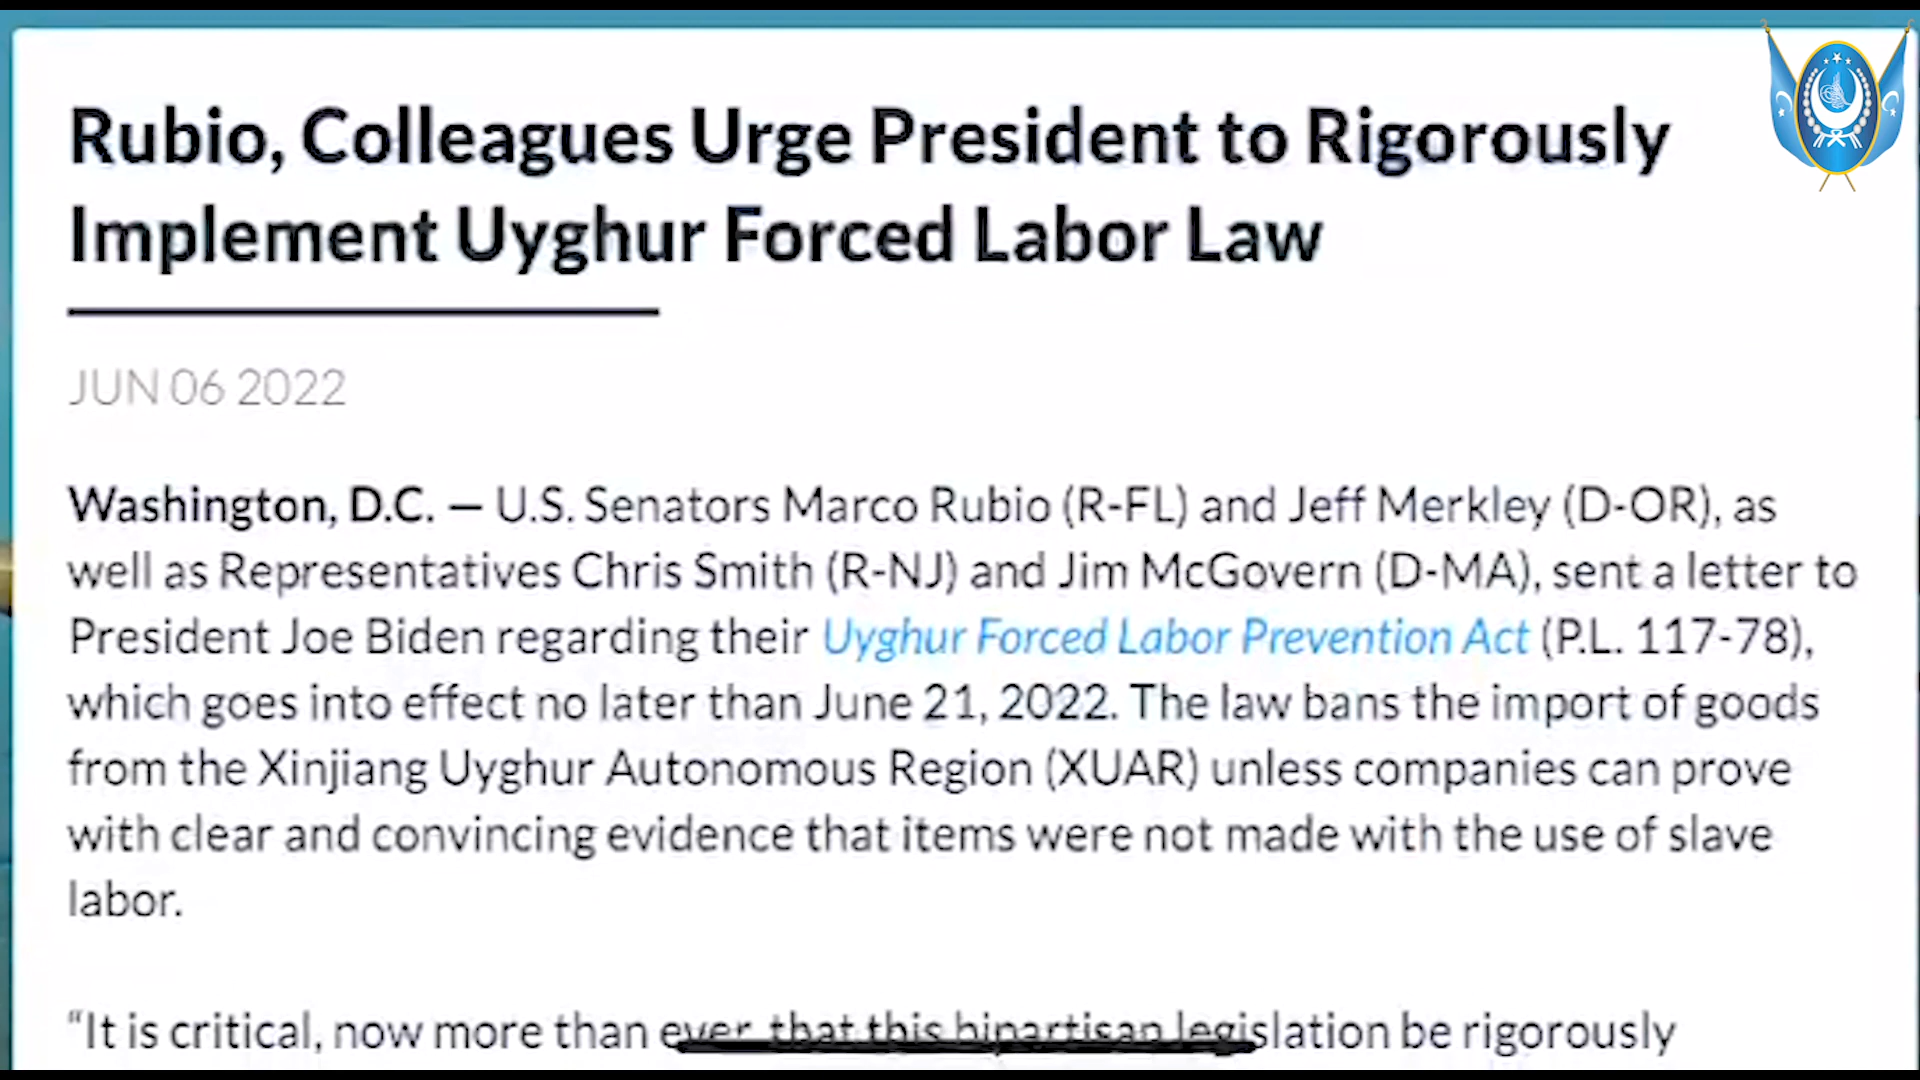 Rubio, Colleagues Urge President to Rigorously
Implement Uyghur Forced Labor Law
JUN 06 2022
Washington, D.C. — U.S. Senators Marco Rubio (R-FL) and Jeff Merkley (D-OR), as
well as Representatives Chris Smith (R-NJ) and Jim McGovern (D-MA), sent a letter to
President Joe Biden regarding their Uyghur Forced Labor Prevention Act (P.L. 117-78),
which goes into effect no later than June 21, 2022. The law bans the import of goods
from the Xinjiang Uyghur Autonomous Region (XUAR) unless companies can prove
with clear and convincing evidence that items were not made with the use of slave
labor.
“It is critical, now more than ever, that this bipartisan legislation be rigorously